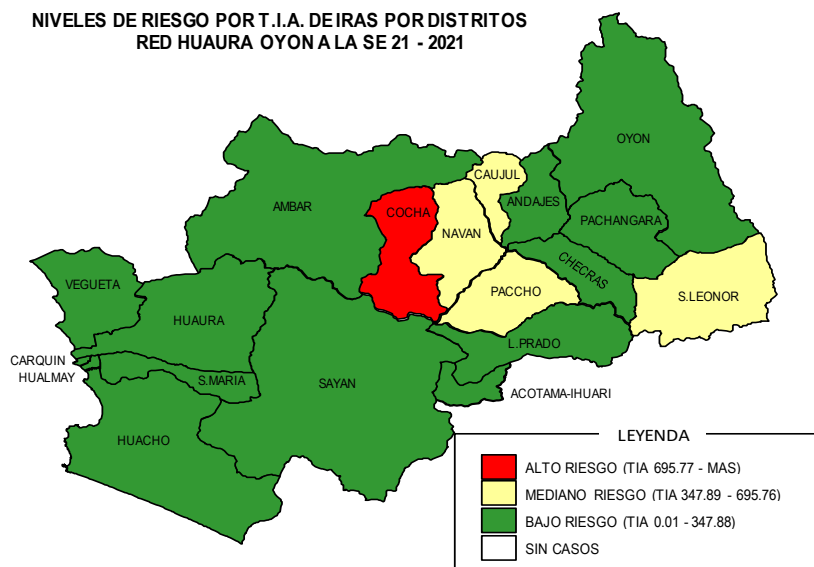 NIVELES DE RIESGO POR T.I.A. DE IRAS POR DISTRITOS
RED HUAURA OYON A LA SE 21 - 2021
OYON
CAUJUL
ANDAJES
AMBAR
COCHA
NAVAN
PACHANGARA
CHECRAS
VEGUETA
PACCHO
S.LEONOR
HUAURA
L.PRADO
CARQUIN
HUALMAY
S.MARIA
SAYAN
ACOTAMA-IHUARI
HUACHO
LEYENDA
ALTO RIESGO (TIA 695.77 - MAS)
MEDIANO RIESGO (TIA 347.89 - 695.76)
BAJO RIESGO (TIA 0.01 - 347.88)
SIN CASOS